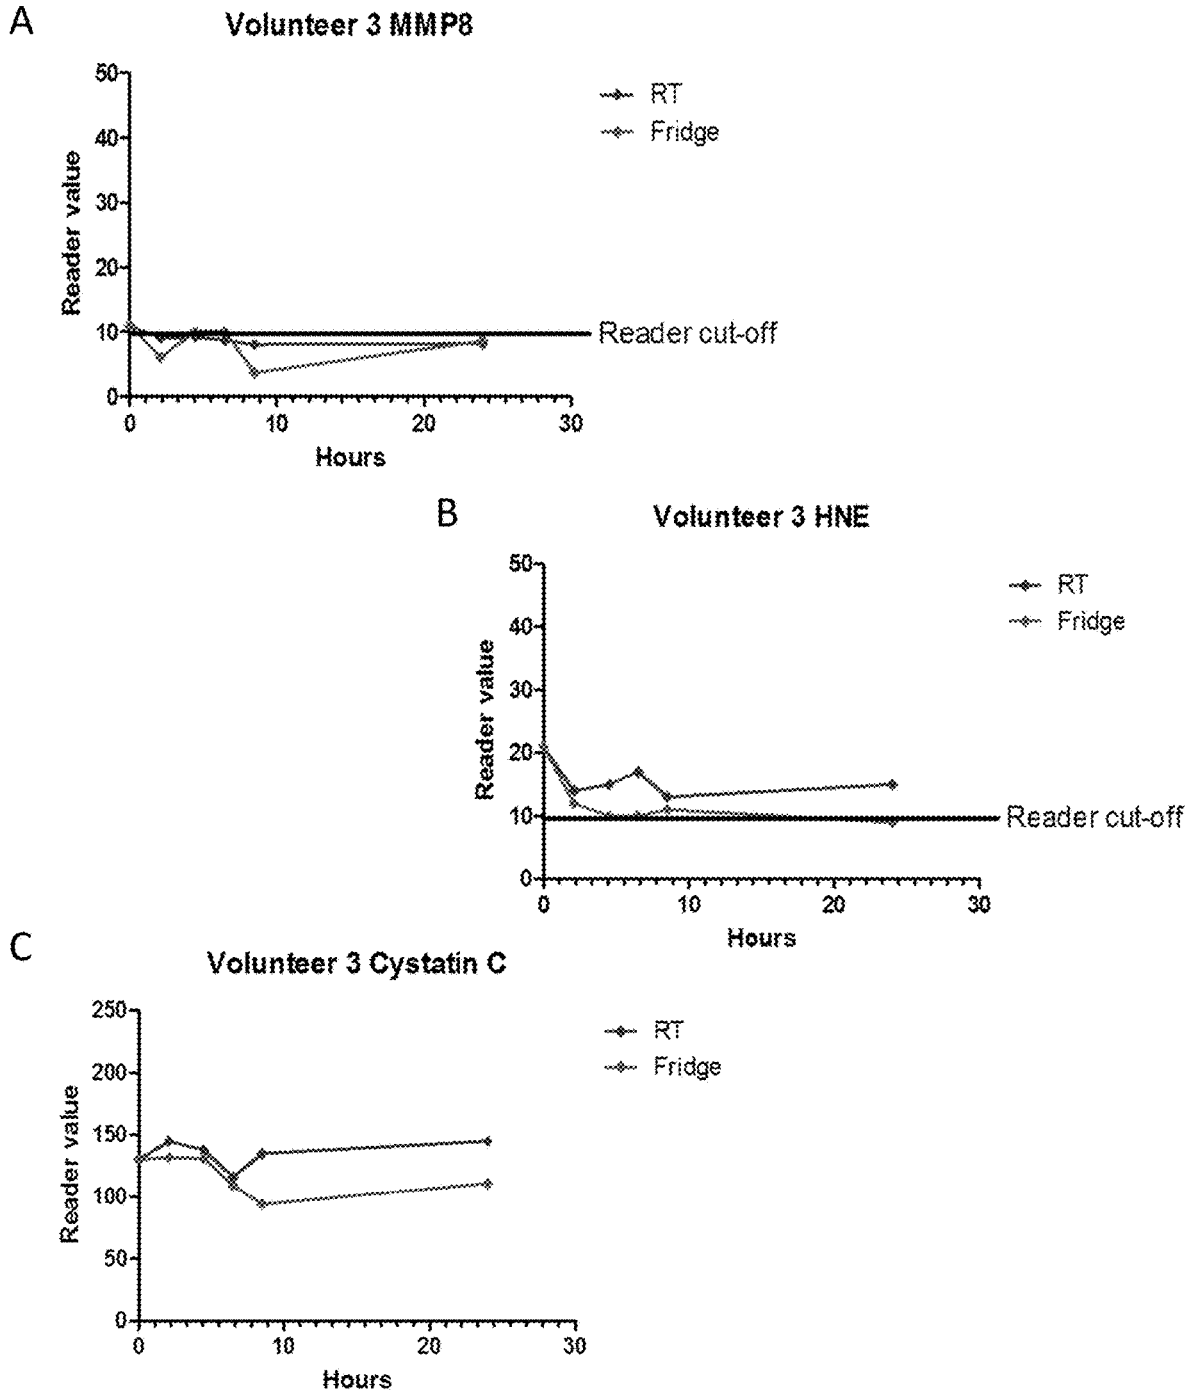 A
Volunteer 3 MMP8
50
40
30
20
10
0
Reader value
0 10 20 30
Hours
RT
Fridge
Reader cut-off
B
Volunteer 3 HNE
50
40
30
20
10
0
Reader value
0 10 20 30
Hours
RT
Fridge
Reader cut-off
C
Volunteer 3 Cystatin C
250
200
150
100
50
0
Reader value
0 10 20 30
Hours
RT
Fridge